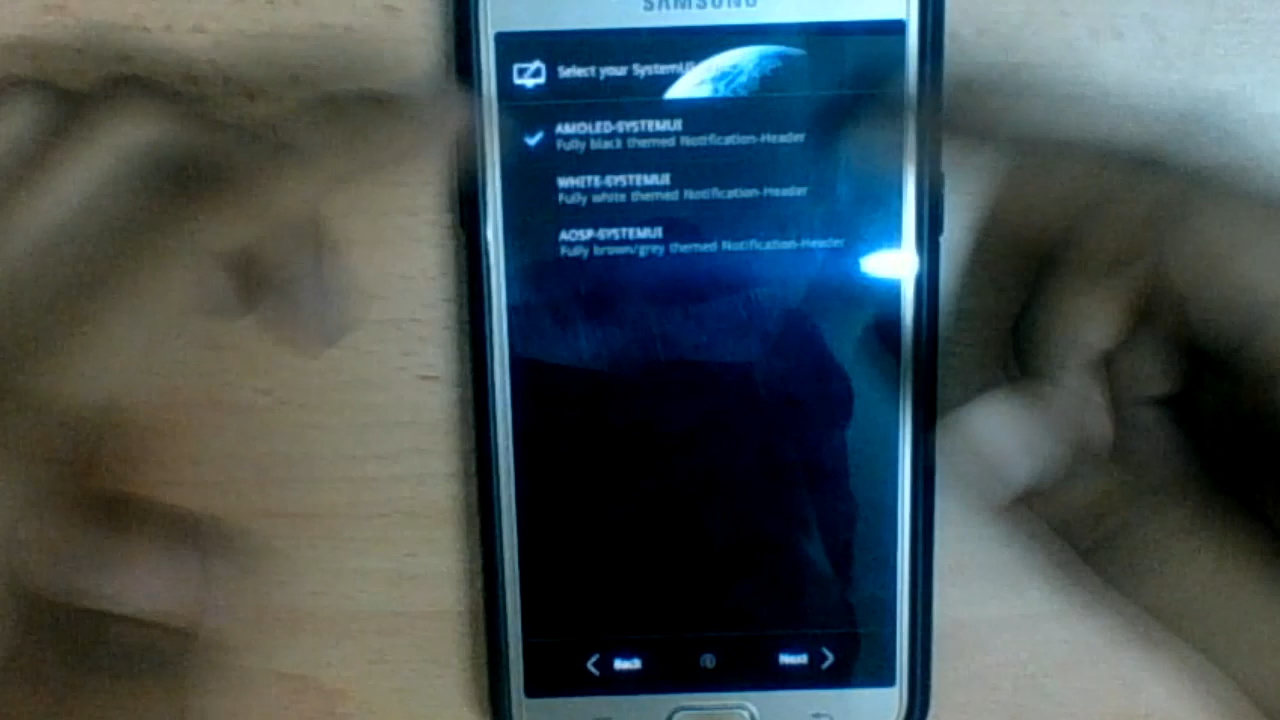 SAMSUNG
Select your SystemUI
AMOLED-SYSTEMUI
Fully black themed Notification-Header
WHITE-SYSTEMUI
Fully white themed Notification-Header
AOSP-SYSTEMUI
Fully brown/grey themed Notification-Header
Back
Next